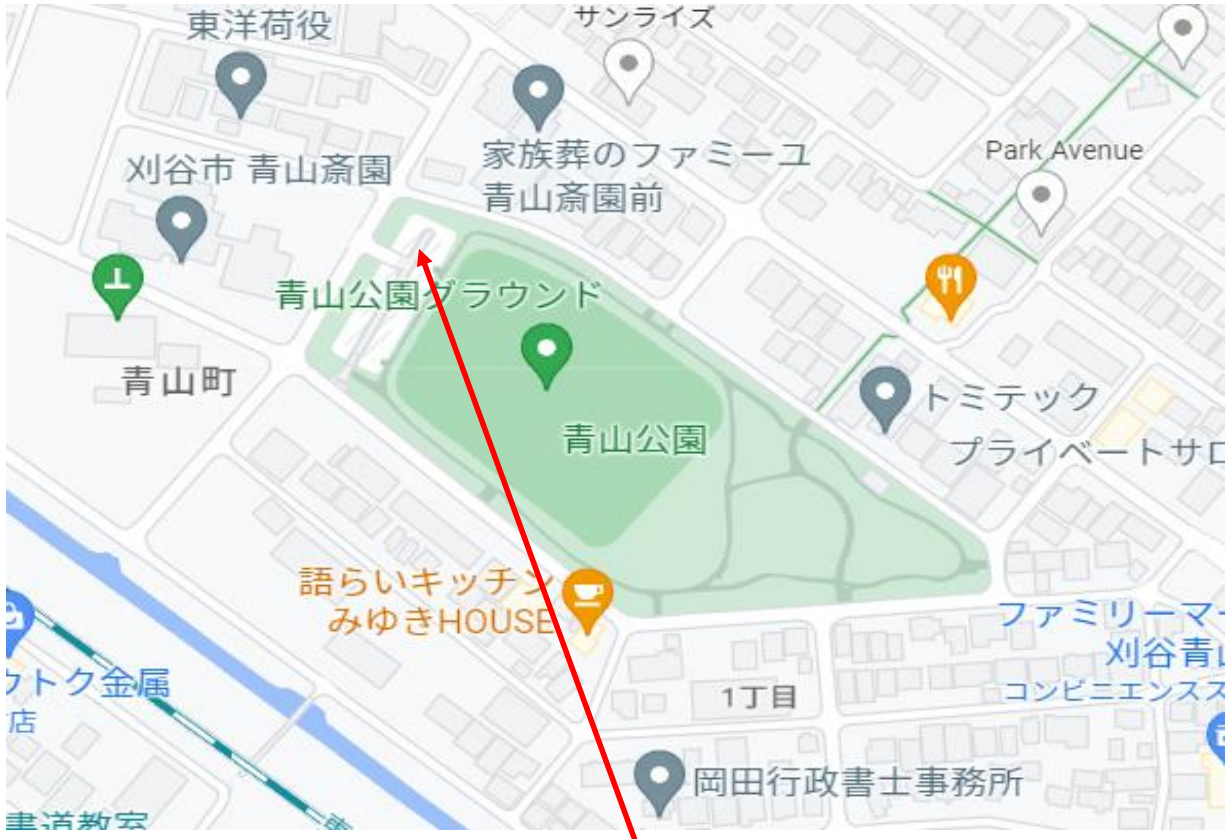 東洋荷役
サンライズ
刈谷市 青山斎園
家族葬のファミーユ
青山斎園前
Park Avenue
青山公園グラウンド
青山町
青山公園
トミテック
プライベートサロ
語らいキッチン
みゆきHOUSE
ファミリーマー
刈谷青山
コンビニエンスス
ウトク金属
店
1丁目
岡田行政書士事務所
書道教室
東